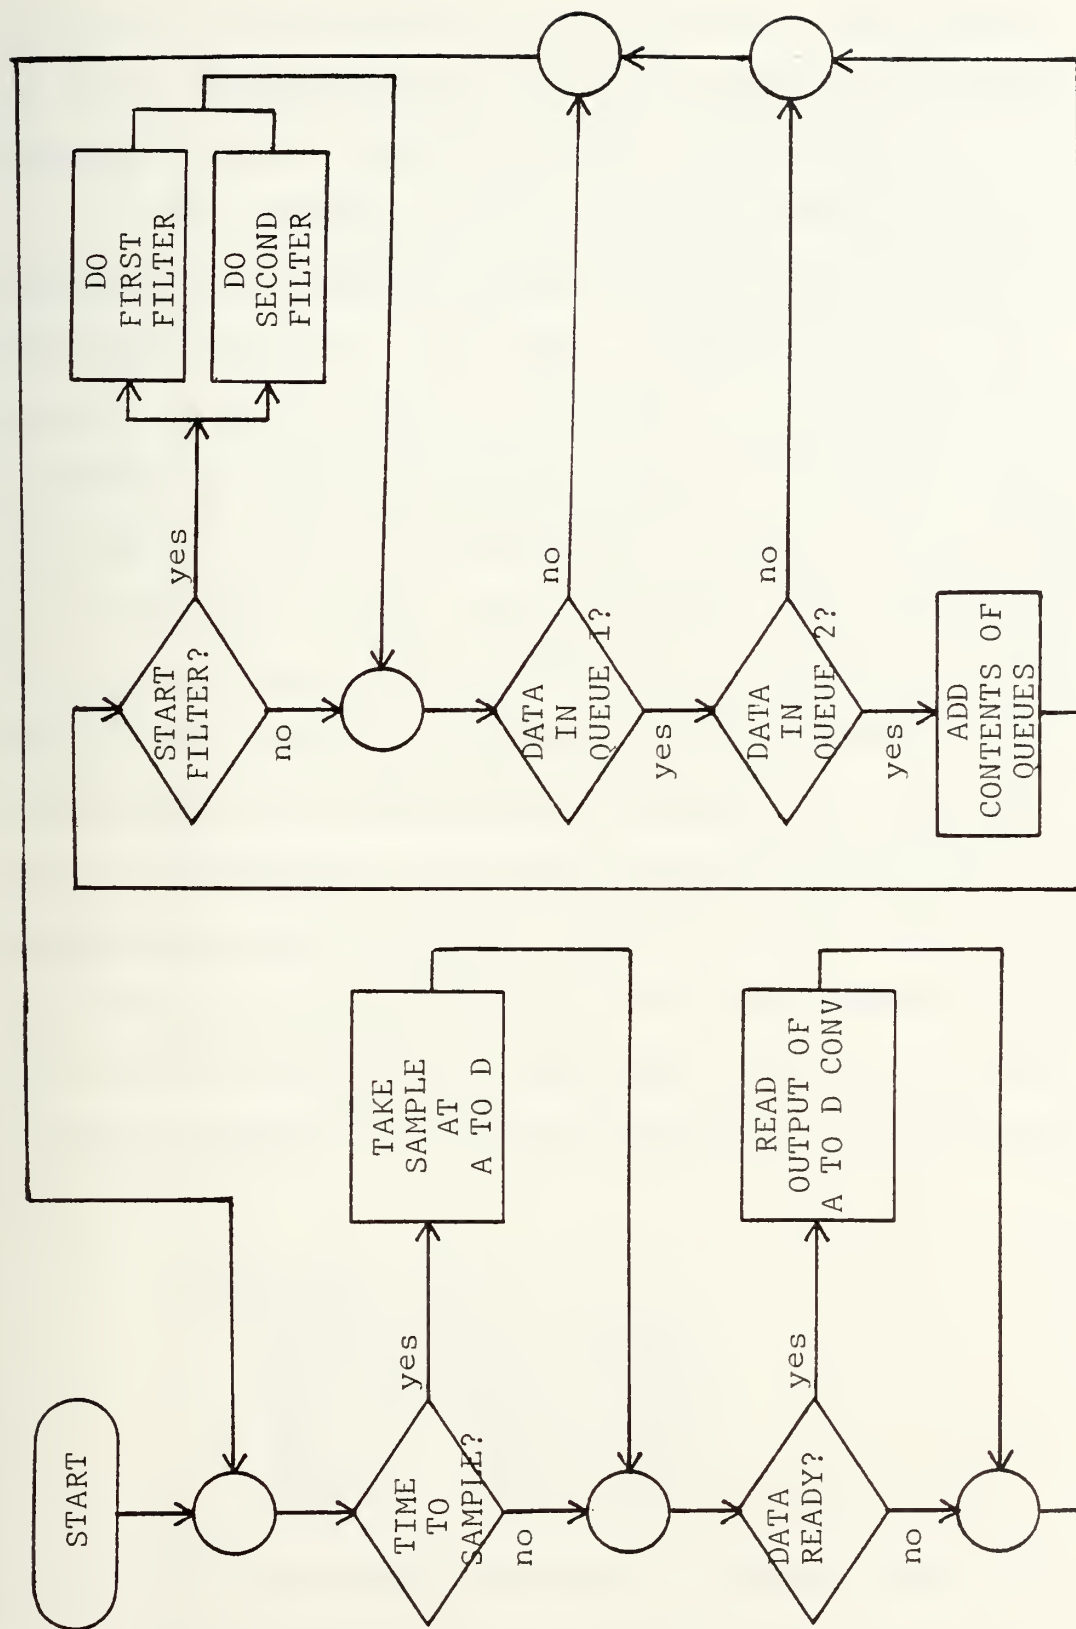 START
TIME
TO
SAMPLE?
yes
no
TAKE
SAMPLE
AT
A TO D
DATA
READY?
yes
no
READ
OUTPUT OF
A TO D CONV
START
FILTER?
yes
no
DO
FIRST
FILTER
DO
SECOND
FILTER
DATA
IN
QUEUE 1?
no
yes
DATA
IN
QUEUE 2?
no
yes
ADD
CONTENTS OF
QUEUES